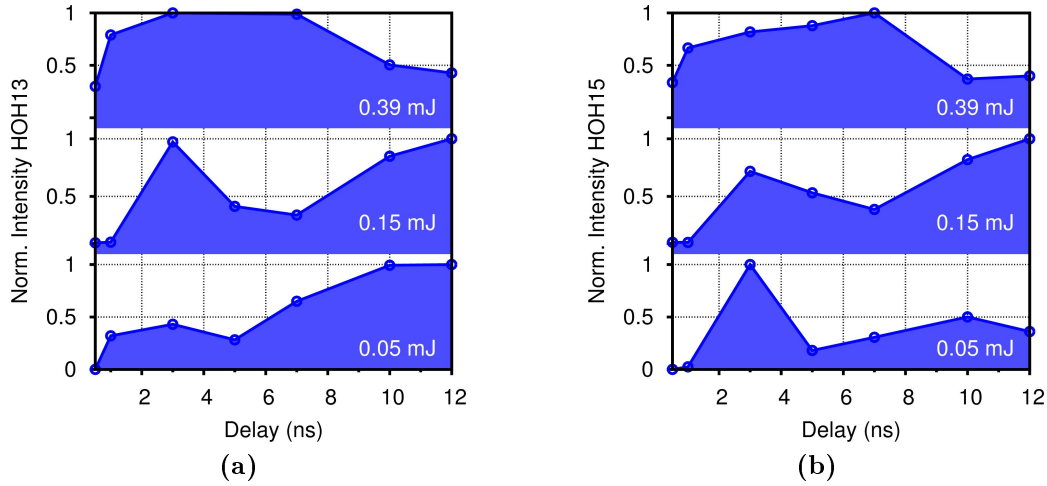 Norm. Intensity HOH13
1
0.5
0.39 mJ
1
0.5
0.15 mJ
1
0.5
0
0.05 mJ
2 4 6 8 10 12
Delay (ns)
(a)
Norm. Intensity HOH15
1
0.5
0.39 mJ
1
0.5
0.15 mJ
1
0.5
0
0.05 mJ
2 4 6 8 10 12
Delay (ns)
(b)